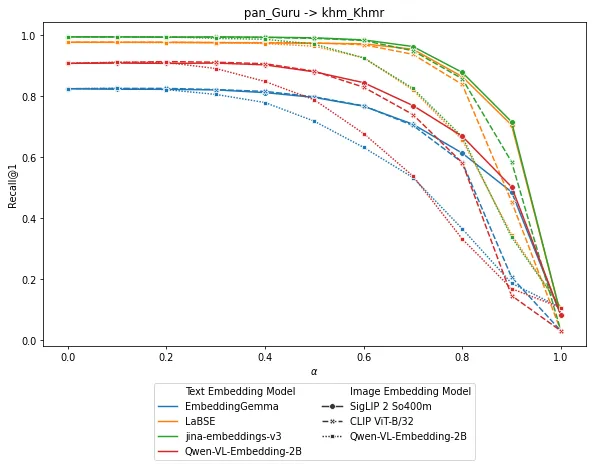 pan_Guru -> khm_Khmr
1.0
0.8
0.6
0.4
0.2
0.0
Recall@1
0.0 0.2 0.4 0.6 0.8 1.0
α
Text Embedding Model Image Embedding Model
EmbeddingGemma SigLIP 2 So400m
LaBSE CLIP ViT-B/32
jina-embeddings-v3 Qwen-VL-Embedding-2B
Qwen-VL-Embedding-2B